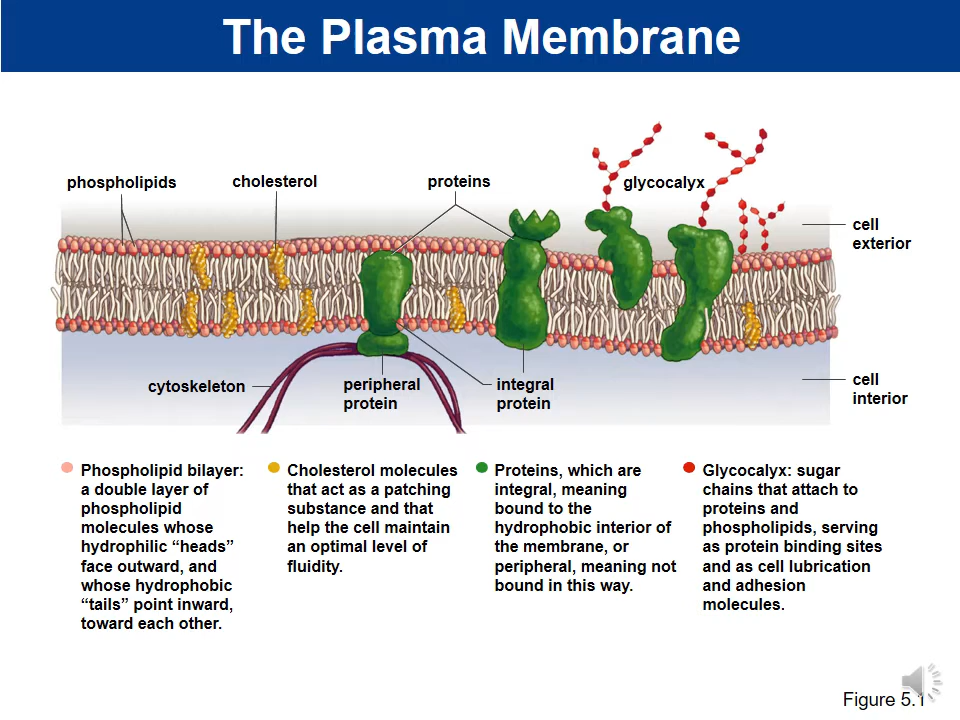 The Plasma Membrane
phospholipids
cholesterol
proteins
glycocalyx
cell
exterior
cytoskeleton
peripheral
protein
integral
protein
cell
interior
Phospholipid bilayer:
a double layer of
phospholipid
molecules whose
hydrophilic “heads”
face outward, and
whose hydrophobic
“tails” point inward,
toward each other.
Cholesterol molecules
that act as a patching
substance and that
help the cell maintain
an optimal level of
fluidity.
Proteins, which are
integral, meaning
bound to the
hydrophobic interior of
the membrane, or
peripheral, meaning not
bound in this way.
Glycocalyx: sugar
chains that attach to
proteins and
phospholipids, serving
as protein binding sites
and as cell lubrication
and adhesion
molecules.
Figure 5.1